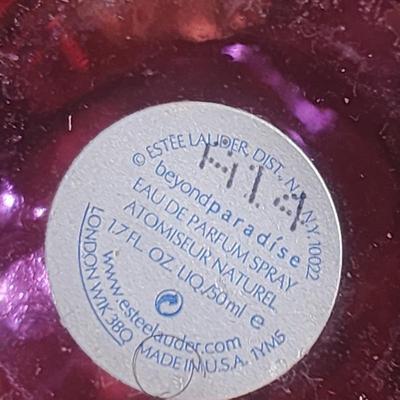 © ESTĒE LAUDER, DIST., N.Y., N.Y. 10022
beyondparadise
EAU DE PARFUM SPRAY
ATOMISEUR NATUREL
1.7 FL. OZ. LIQ./50ml e
www.esteelauder.com
LONDON W1K 3BQ
MADE IN U.S.A. 1YM5